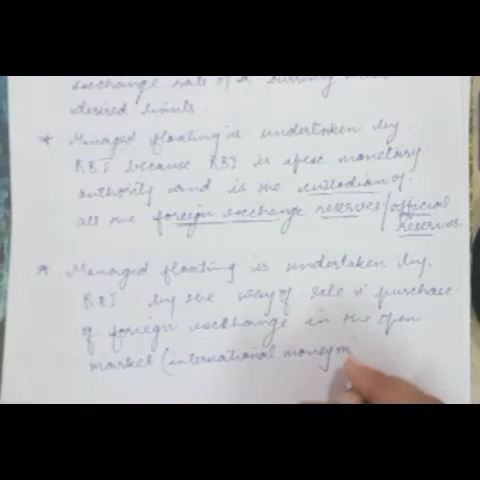 exchange rate of a currency
desired limits.
* Managed floating is undertaken by
RBI because RBI is apex monetary
authority and is the custodian of
all the foreign exchange reserves/official
reserves
* Managed floating is undertaken by
RBI by the way of sale n purchase
of foreign exchange in the open
market (international money m